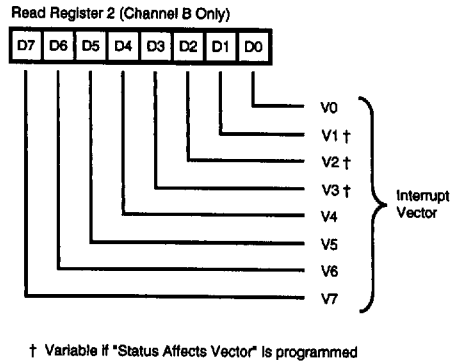 Read Register 2 (Channel B Only)
D7 D6 D5 D4 D3 D2 D1 D0
V0
V1 †
V2 †
V3 †
Interrupt
Vector
V4
V5
V6
V7
† Variable if "Status Affects Vector" is programmed